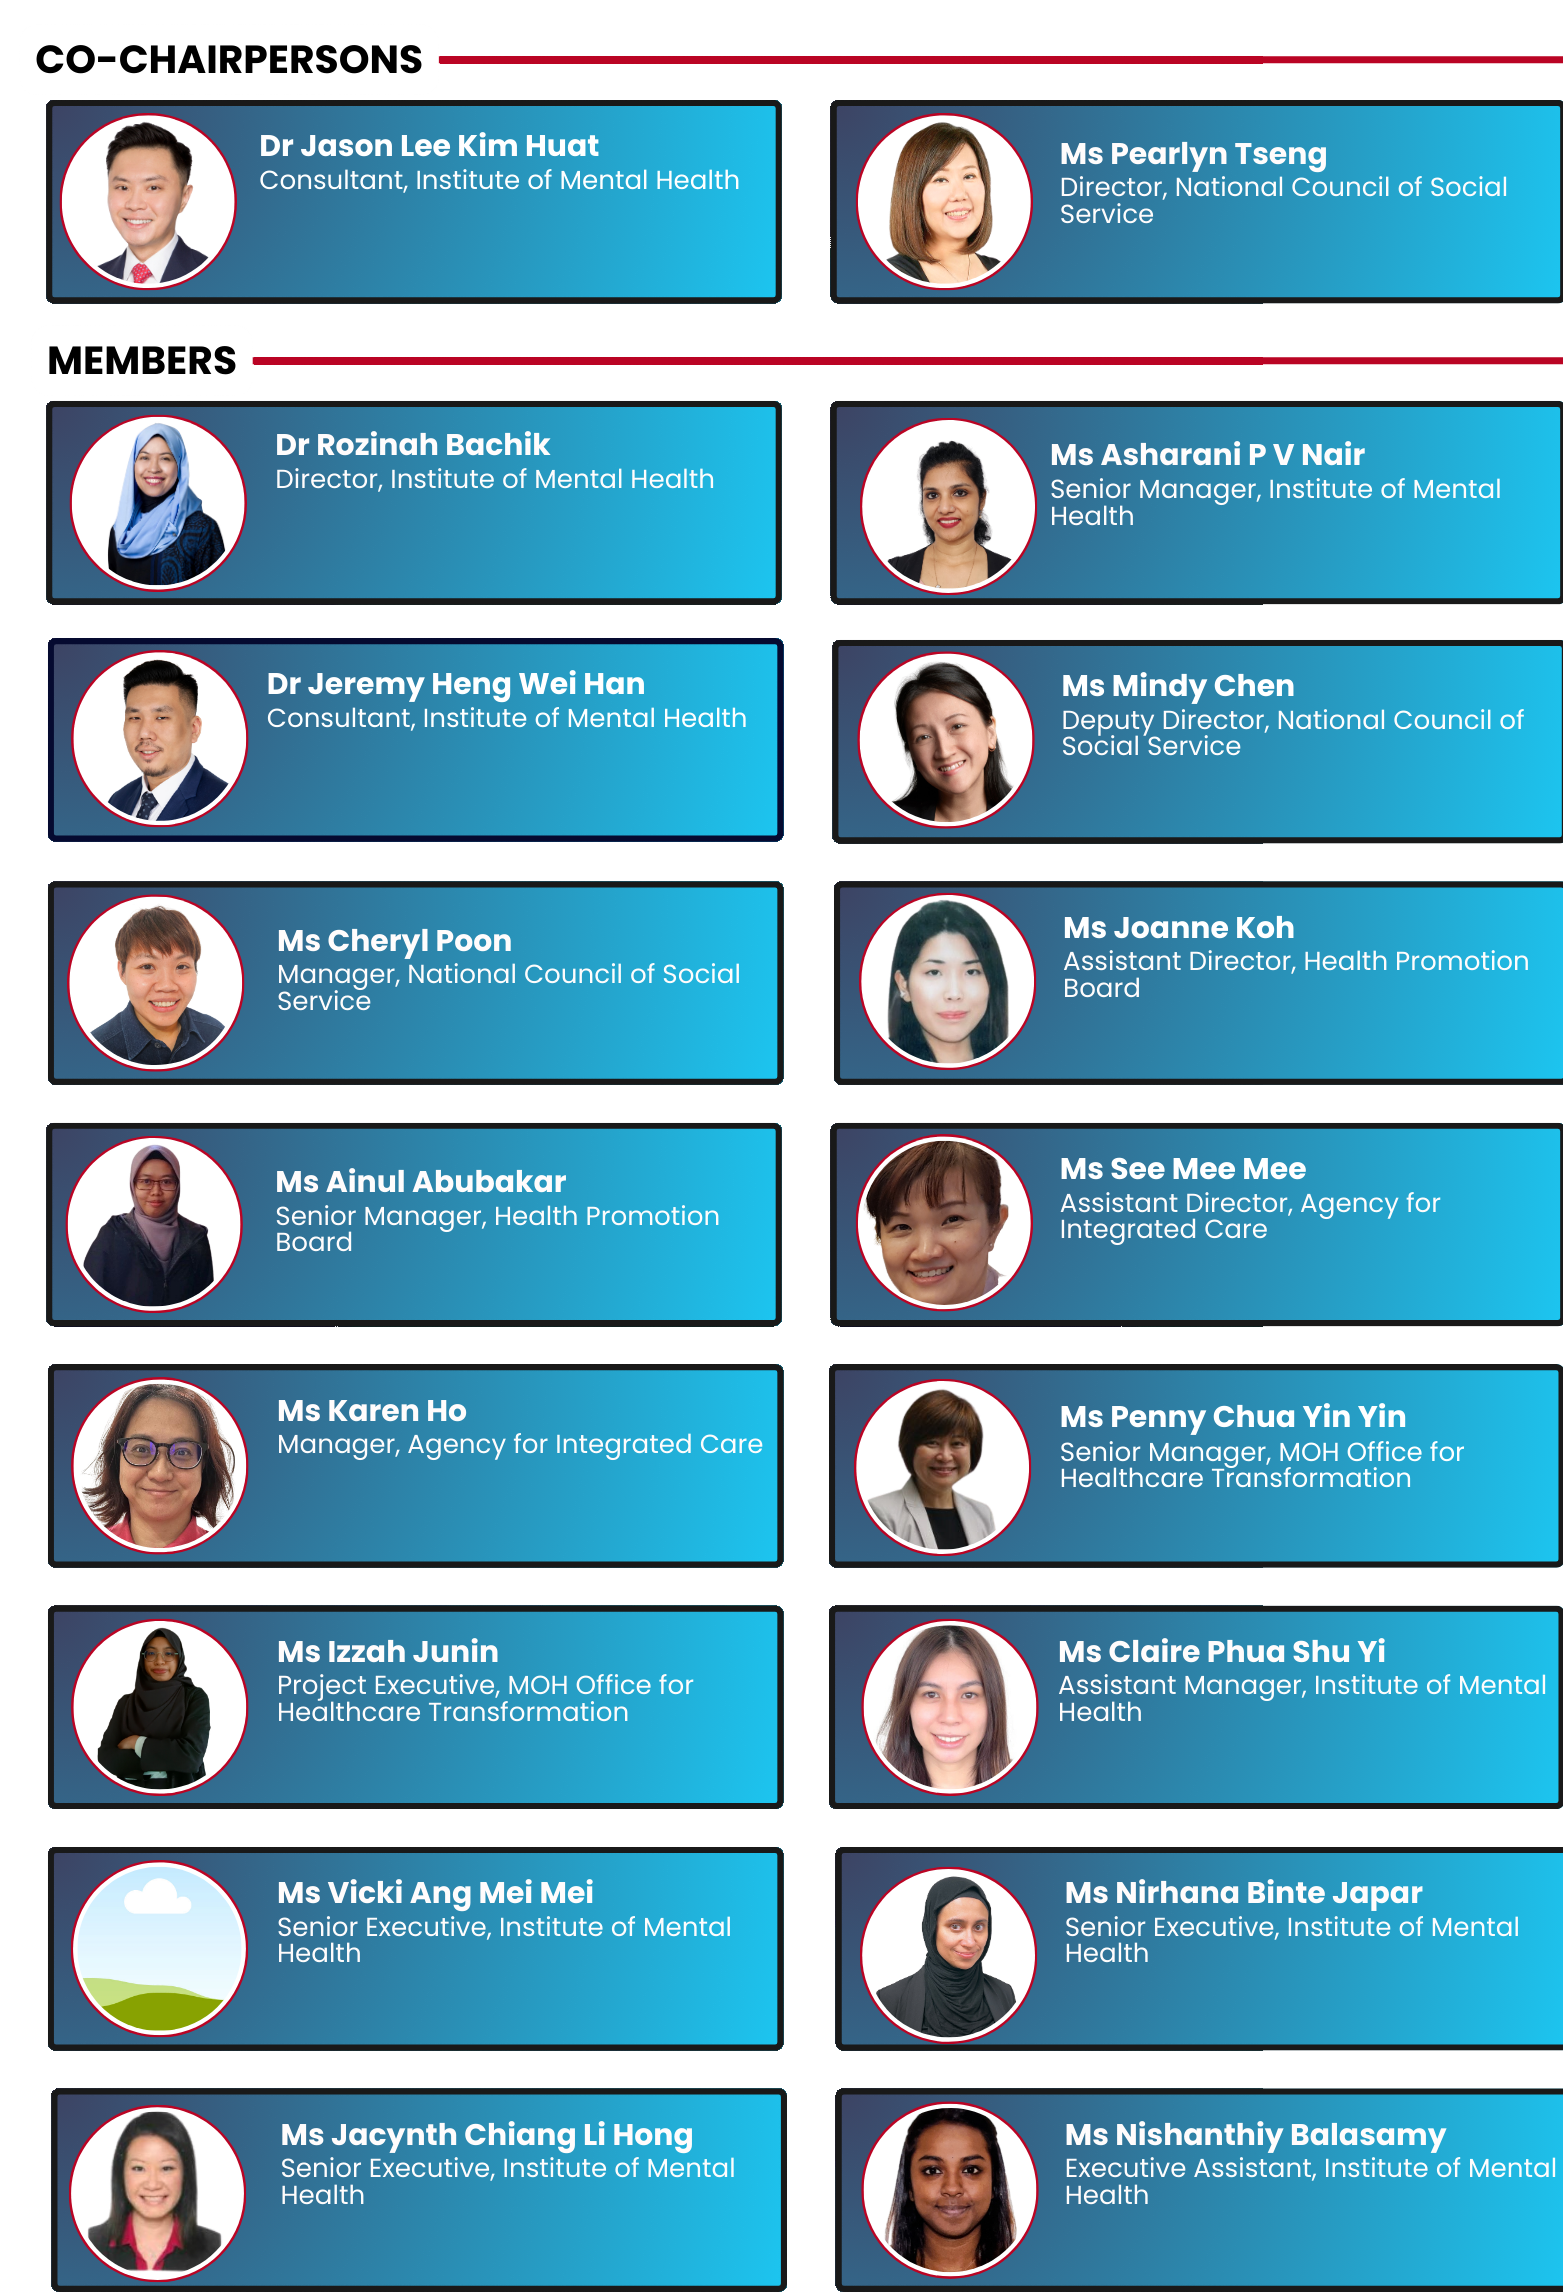 CO-CHAIRPERSONS
Dr Jason Lee Kim Huat
Consultant, Institute of Mental Health
Ms Pearlyn Tseng
Director, National Council of Social
Service
MEMBERS
Dr Rozinah Bachik
Director, Institute of Mental Health
Ms Asharani P V Nair
Senior Manager, Institute of Mental
Health
Dr Jeremy Heng Wei Han
Consultant, Institute of Mental Health
Ms Mindy Chen
Deputy Director, National Council of
Social Service
Ms Cheryl Poon
Manager, National Council of Social
Service
Ms Joanne Koh
Assistant Director, Health Promotion
Board
Ms Ainul Abubakar
Senior Manager, Health Promotion
Board
Ms See Mee Mee
Assistant Director, Agency for
Integrated Care
Ms Karen Ho
Manager, Agency for Integrated Care
Ms Penny Chua Yin Yin
Senior Manager, MOH Office for
Healthcare Transformation
Ms Izzah Junin
Project Executive, MOH Office for
Healthcare Transformation
Ms Claire Phua Shu Yi
Assistant Manager, Institute of Mental
Health
Ms Vicki Ang Mei Mei
Senior Executive, Institute of Mental
Health
Ms Nirhana Binte Japar
Senior Executive, Institute of Mental
Health
Ms Jacynth Chiang Li Hong
Senior Executive, Institute of Mental
Health
Ms Nishanthiy Balasamy
Executive Assistant, Institute of Mental
Health